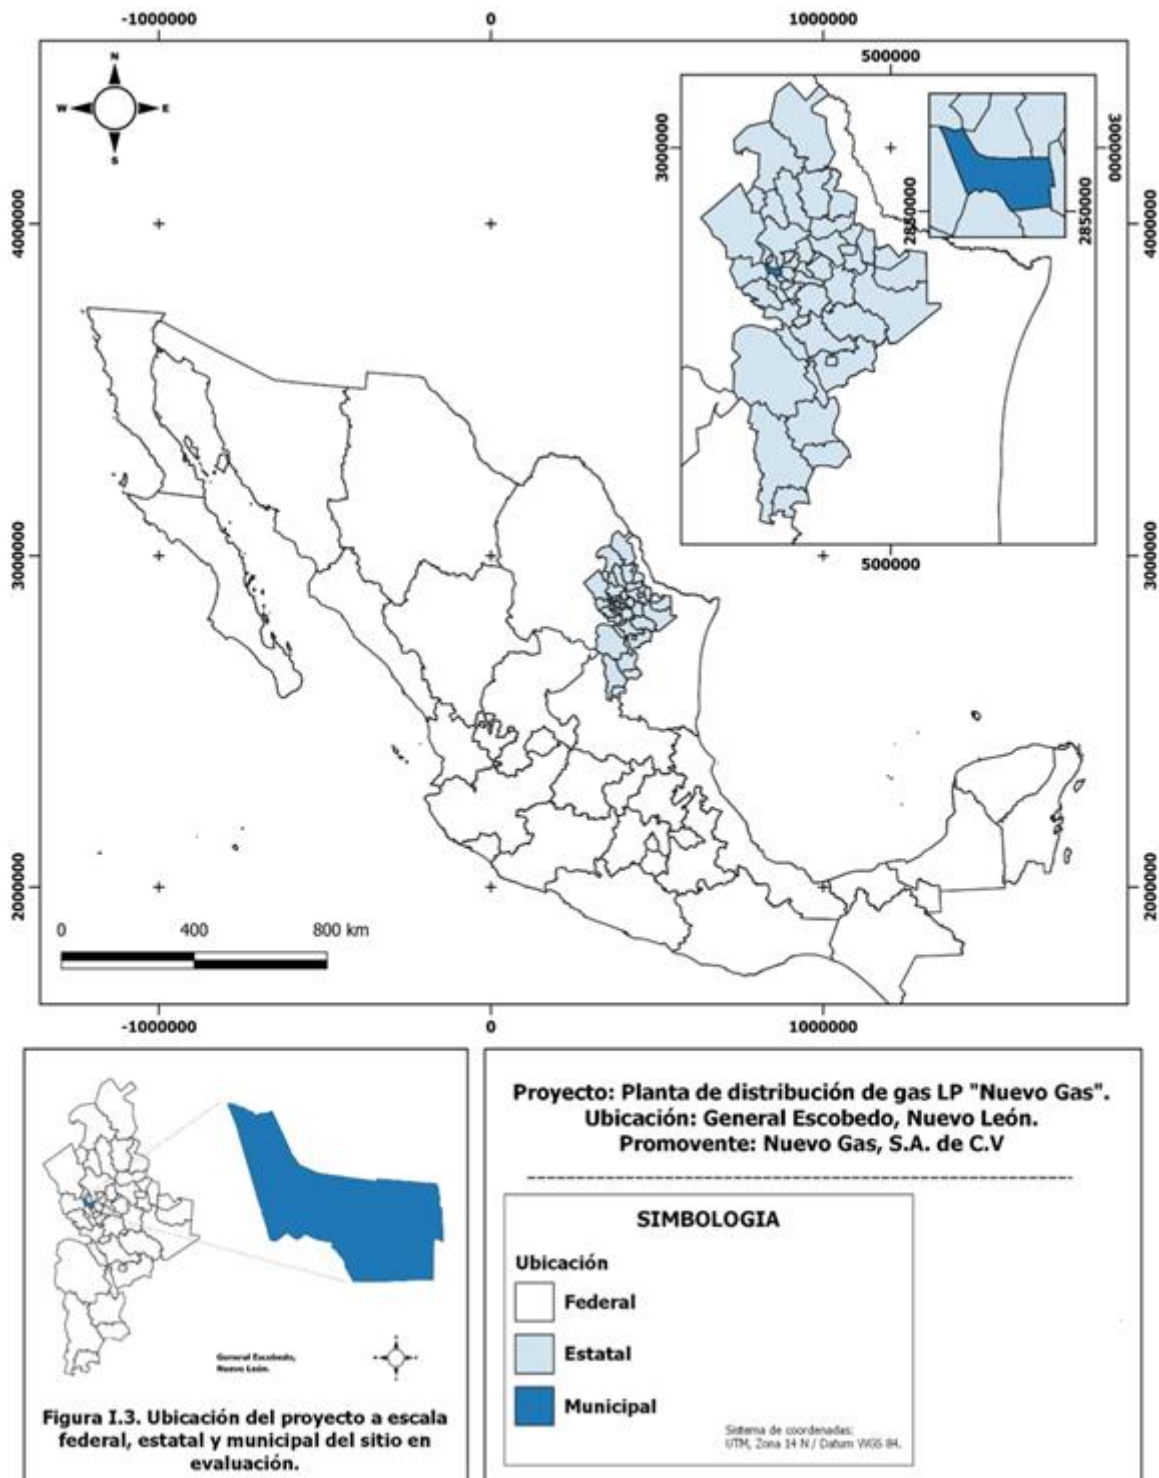 -1000000 0 1000000
500000
N
W E
S
3000000
3000000
2850000
2850000
4000000
4000000
500000
3000000
3000000
2000000
2000000
0 400 800 km
-1000000 0 1000000
Proyecto: Planta de distribución de gas LP "Nuevo Gas".
Ubicación: General Escobedo, Nuevo León.
Promovente: Nuevo Gas, S.A. de C.V
SIMBOLOGIA
Ubicación
Federal
Estatal
Municipal
Sistema de coordenadas:
UTM, Zona 14 N / Datum WGS 84.
General Escobedo,
Nuevo León.
Figura I.3. Ubicación del proyecto a escala
federal, estatal y municipal del sitio en
evaluación.